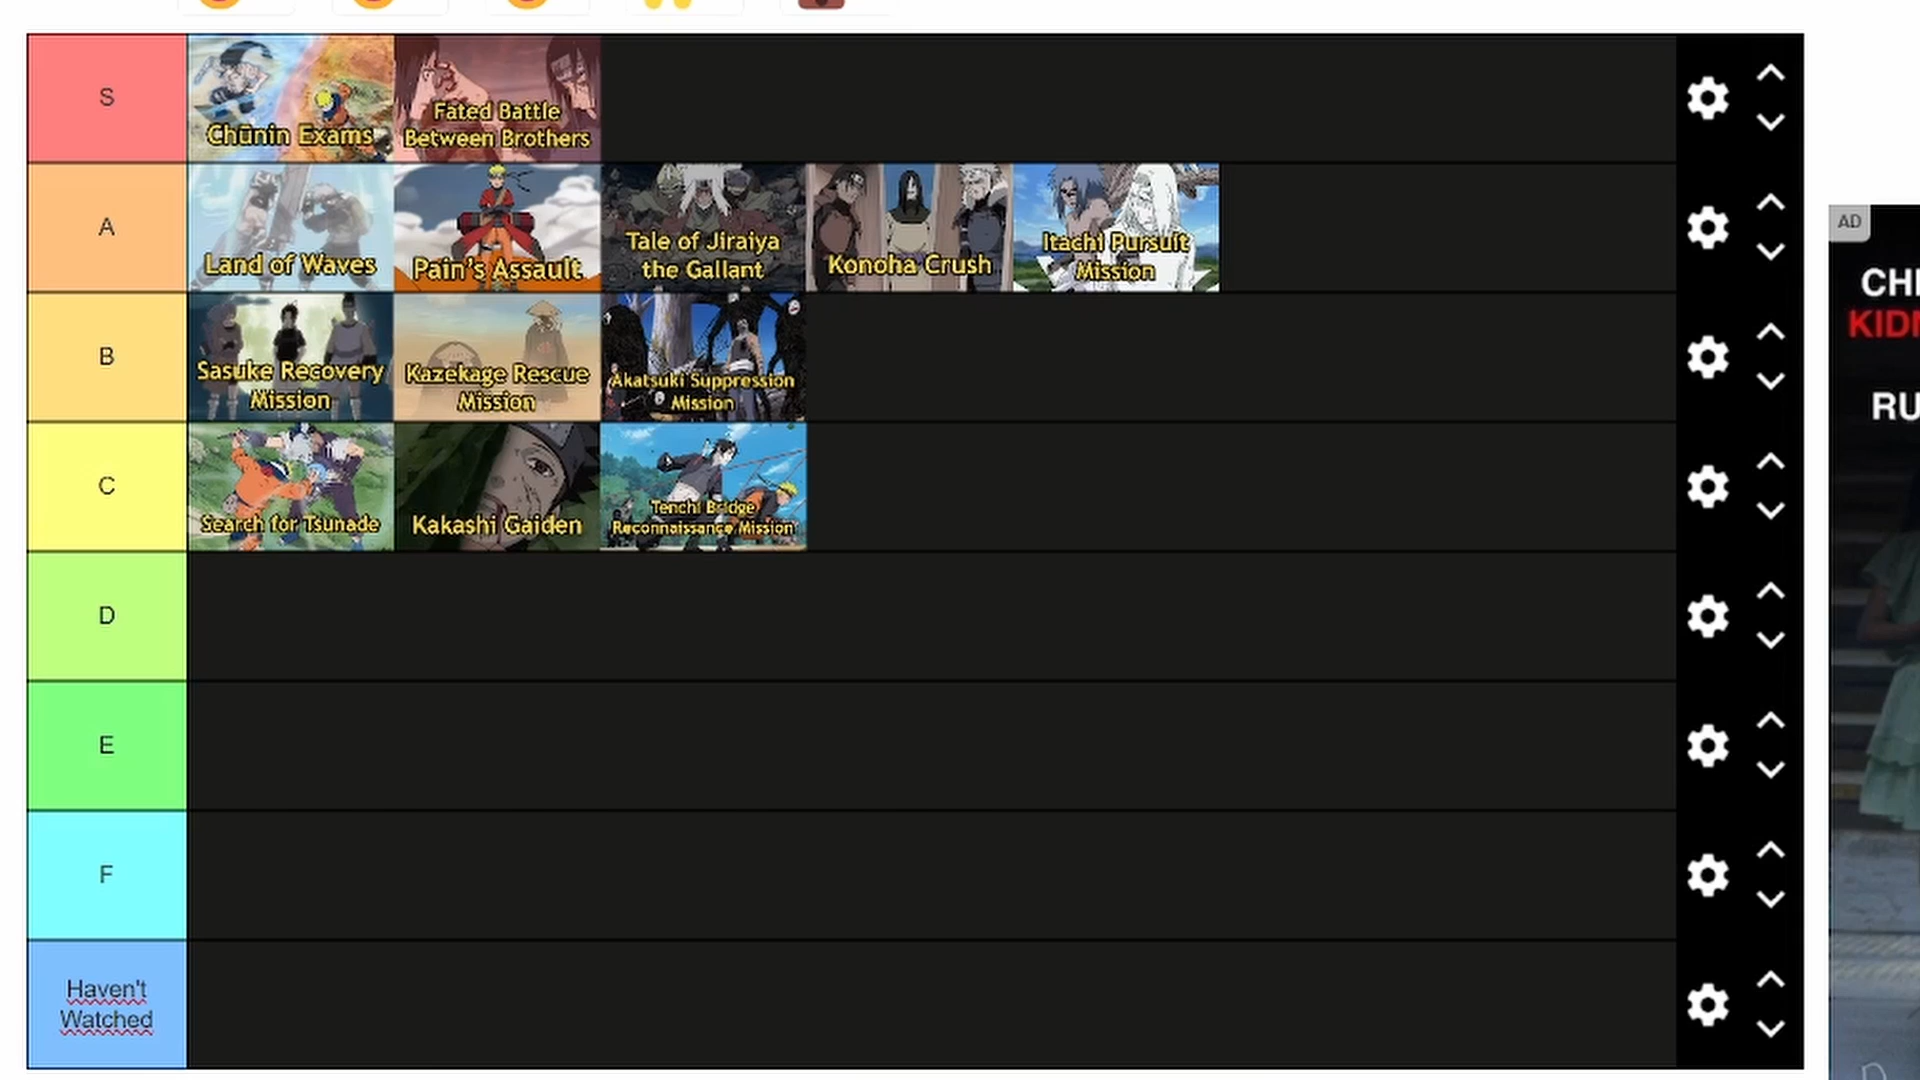 S
Chūnin Exams
Fated Battle
Between Brothers
A
Land of Waves
Pain's Assault
Tale of Jiraiya
the Gallant
Konoha Crush
Itachi Pursuit
Mission
B
Sasuke Recovery
Mission
Kazekage Rescue
Mission
Akatsuki Suppression
Mission
C
Search for Tsunade
Kakashi Gaiden
Tenchi Bridge
Reconnaissance Mission
D
E
F
Haven't
Watched
AD
CHI
KIDN
RU